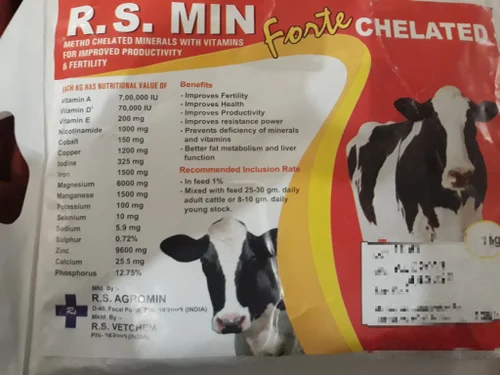 R.S. MIN Forte CHELATED
METHO CHELATED MINERALS WITH VITAMINS
FOR IMPROVED PRODUCTIVITY
& FERTILITY
EACH KG HAS NUTRITIONAL VALUE OF
Vitamin A 7,00,000 IU
Vitamin D³ 70,000 IU
Vitamin E 200 mg
Nicotinamide 1000 mg
Cobalt 150 mg
Copper 1200 mg
Iodine 325 mg
Iron 1500 mg
Magnesium 6000 mg
Manganese 1500 mg
Potassium 100 mg
Selenium 10 mg
Sodium 5.9 mg
Sulphur 0.72%
Zinc 9600 mg
Calcium 25.5 mg
Phosphorus 12.75%
Benefits
- Improves Fertility
- Improves Health
- Improves Productivity
- Improves resistance power
- Prevents deficiency of minerals
and vitamins
- Better fat metabolism and liver
function
Recommended Inclusion Rate
- In feed 1%
- Mixed with feed 25-30 gm. daily
adult cattle or 8-10 gm. daily
young stock.
1kg
Mfd. By :-
R.S. AGROMIN
D-40, Focal (INDIA)
Mktd. By :-
R.S. VETCHEM
(INDIA)